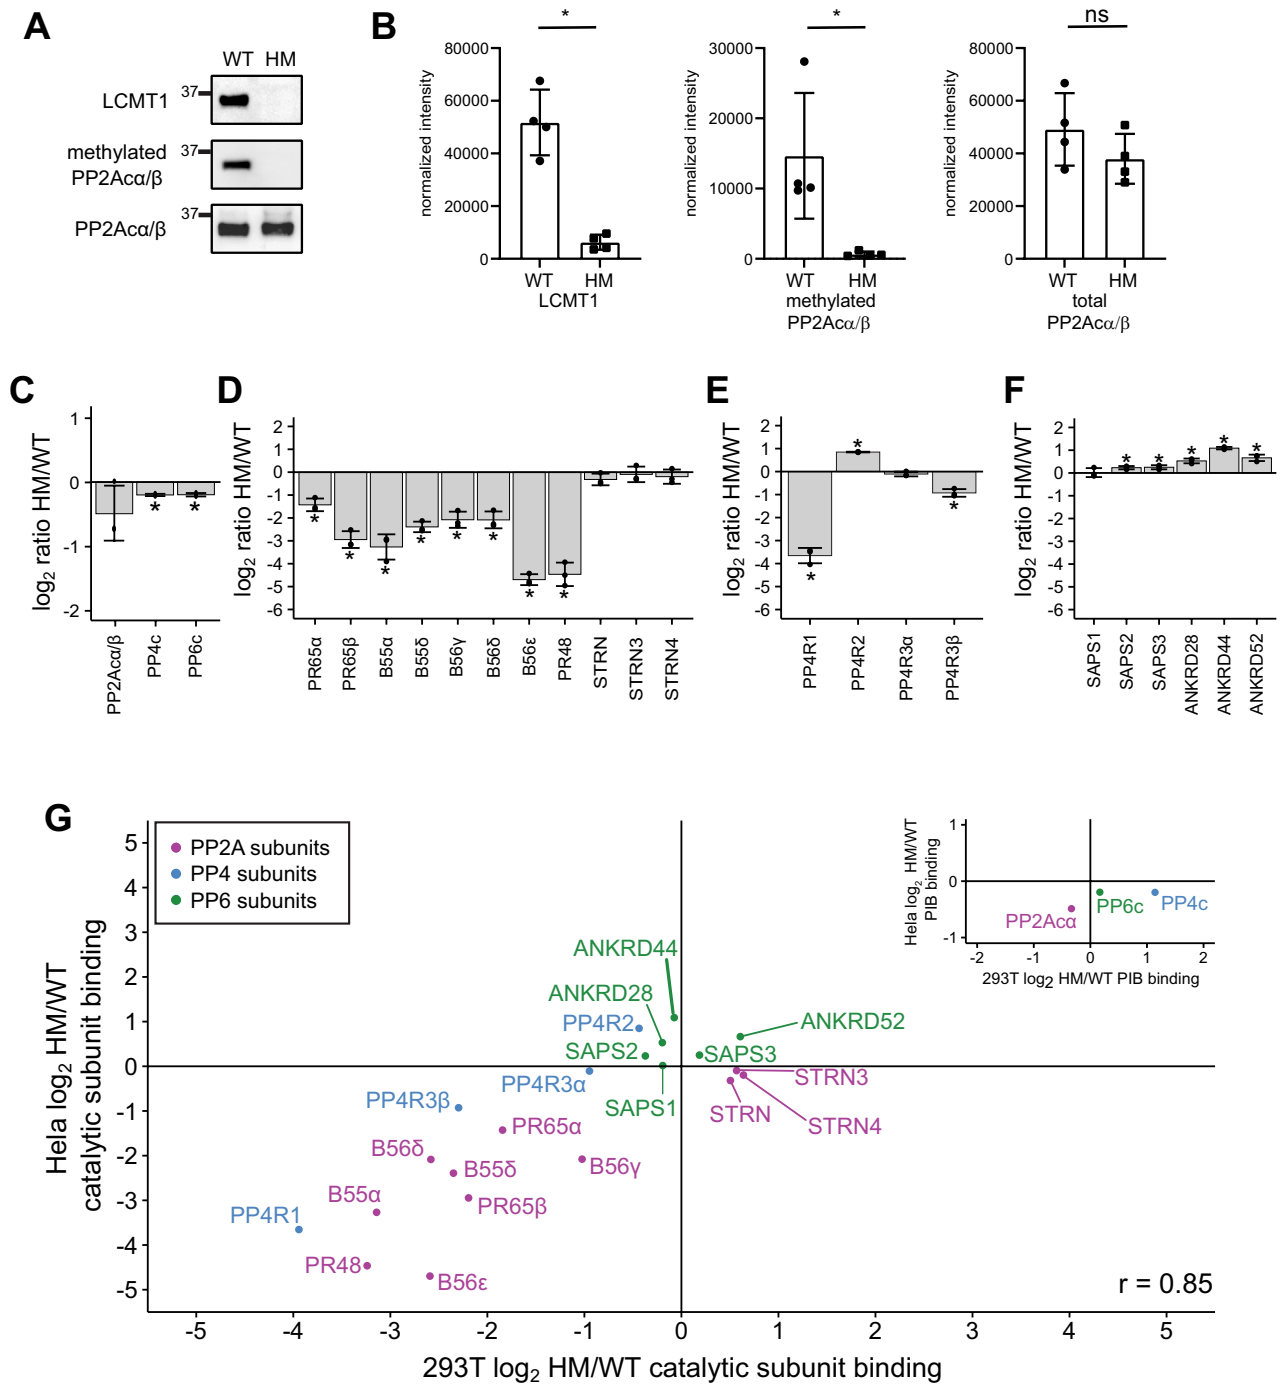 A
WT HM
LCMT1
37
methylated
PP2Acα/β
37
PP2Acα/β
37
B
*
normalized intensity
80000
60000
40000
20000
0
WT HM
LCMT1
*
normalized intensity
30000
20000
10000
0
WT HM
methylated
PP2Acα/β
ns
normalized intensity
80000
60000
40000
20000
0
WT HM
total
PP2Acα/β
C
log2 ratio HM/WT
1
0
-1
-2
* *
PP2Acα/β
PP4c
PP6c
D
log2 ratio HM/WT
2
1
0
-1
-2
-3
-4
-5
-6
* * * * * * * *
PR65α
PR65β
B55α
B55δ
B56γ
B56δ
B56ε
PR48
STRN
STRN3
STRN4
E
log2 ratio HM/WT
2
1
0
-1
-2
-3
-4
-5
-6
* * *
PP4R1
PP4R2
PP4R3α
PP4R3β
F
log2 ratio HM/WT
2
1
0
-1
-2
-3
-4
-5
-6
* * * * *
SAPS1
SAPS2
SAPS3
ANKRD28
ANKRD44
ANKRD52
G
PP2A subunits
PP4 subunits
PP6 subunits
Hela log2 HM/WT
catalytic subunit binding
5
4
3
2
1
0
-1
-2
-3
-4
-5
ANKRD44
ANKRD28
PP4R2
SAPS2
ANKRD52
SAPS3
PP4R3α
SAPS1
STRN3
STRN
STRN4
PP4R3β
PR65α
B56δ
B55δ
B56γ
B55α
PR65β
PP4R1
PR48
B56ε
r = 0.85
-5 -4 -3 -2 -1 0 1 2 3 4 5
293T log2 HM/WT catalytic subunit binding
Hela log2 HM/WT
PIB binding
1
0
-1
PP2Acα
PP6c
PP4c
-2 -1 0 1 2
293T log2 HM/WT PIB binding